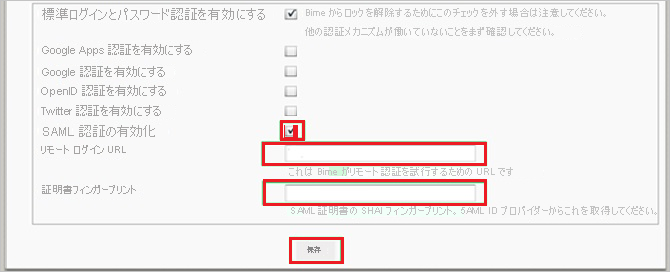 標準ログインとパスワード認証を有効にする
Bime からロックを解除するためにこのチェックを外す場合は注意してください。
他の認証メカニズムが働いていないことをまず確認してください。
Google Apps 認証を有効にする
Google 認証を有効にする
OpenID 認証を有効にする
Twitter 認証を有効にする
SAML 認証の有効化
リモート ログイン URL
これは Bime がリモート認証を試行するための URL です
証明書フィンガープリント
SAML 証明書の SHAI フィンガープリント。SAML ID プロバイダーからこれを取得してください。
保存